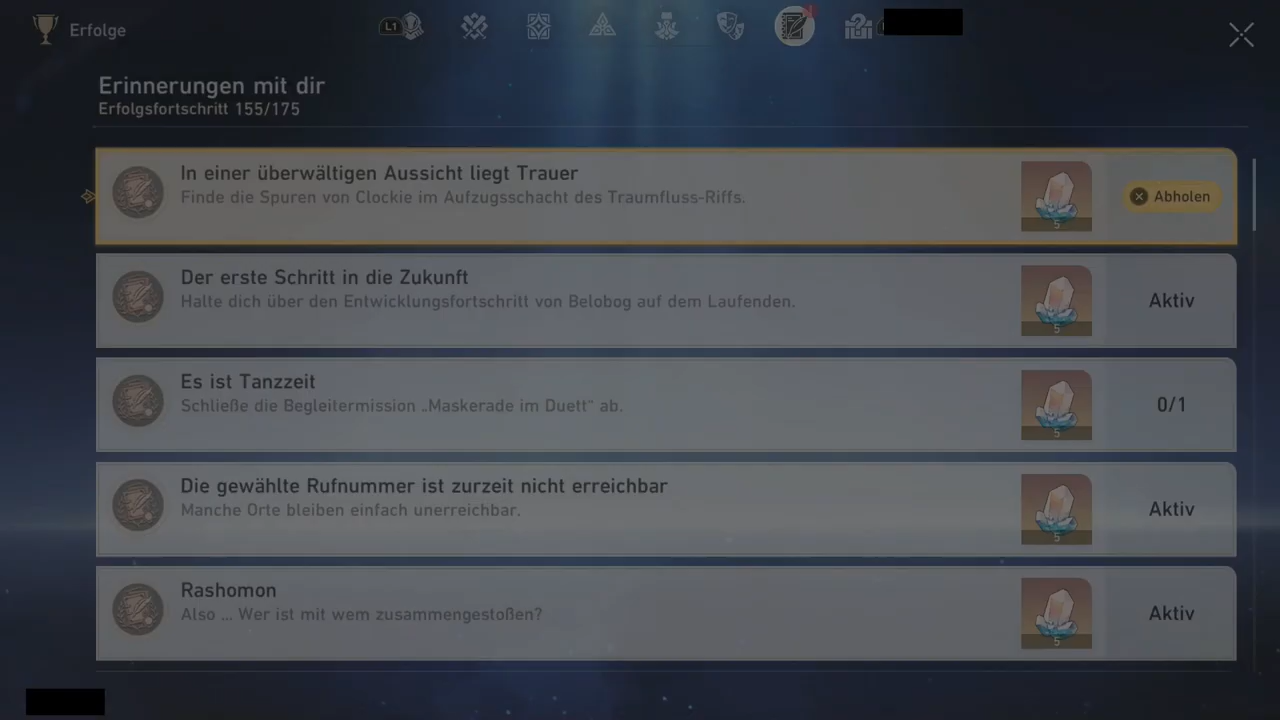 Erfolge
L1
Erinnerungen mit dir
Erfolgsfortschritt 155/175
In einer überwältigen Aussicht liegt Trauer
Finde die Spuren von Clockie im Aufzugsschacht des Traumfluss-Riffs.
5
Abholen
Der erste Schritt in die Zukunft
Halte dich über den Entwicklungsfortschritt von Belobog auf dem Laufenden.
5
Aktiv
Es ist Tanzzeit
Schließe die Begleitermission „Maskerade im Duett“ ab.
5
0/1
Die gewählte Rufnummer ist zurzeit nicht erreichbar
Manche Orte bleiben einfach unerreichbar.
5
Aktiv
Rashomon
Also ... Wer ist mit wem zusammengestoßen?
5
Aktiv